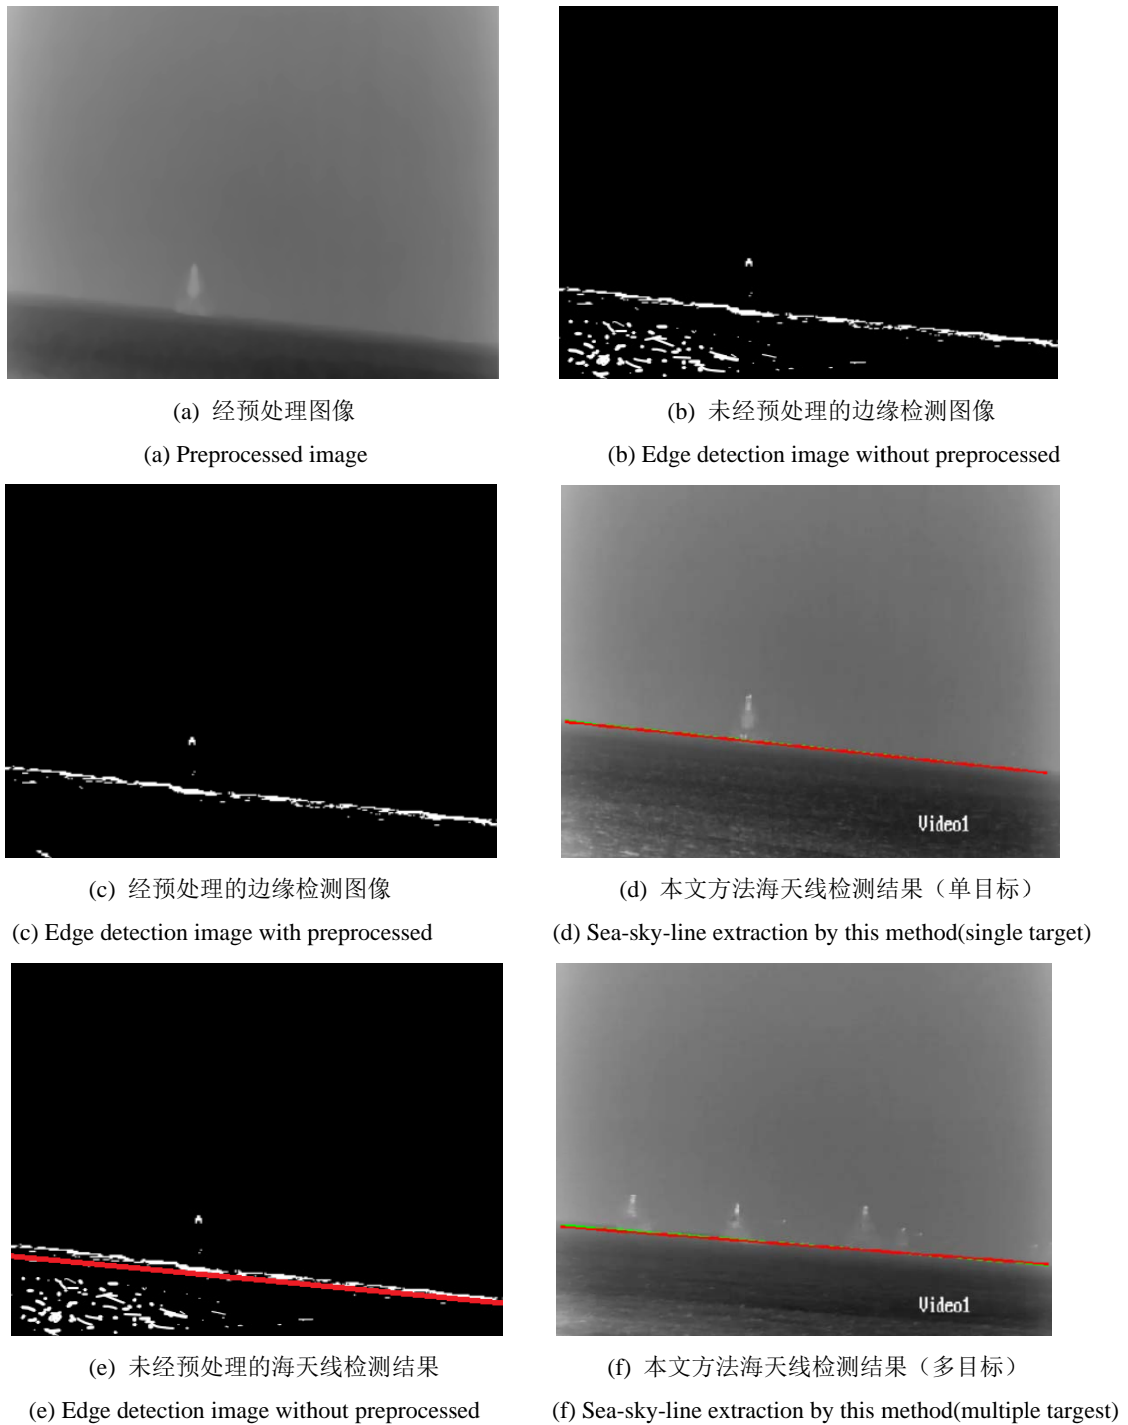 (a) 经预处理图像
(a) Preprocessed image
(b) 未经预处理的边缘检测图像
(b) Edge detection image without preprocessed
(c) 经预处理的边缘检测图像
(c) Edge detection image with preprocessed
Video1
(d) 本文方法海天线检测结果（单目标）
(d) Sea-sky-line extraction by this method(single target)
(e) 未经预处理的海天线检测结果
(e) Edge detection image without preprocessed
Video1
(f) 本文方法海天线检测结果（多目标）
(f) Sea-sky-line extraction by this method(multiple targest)